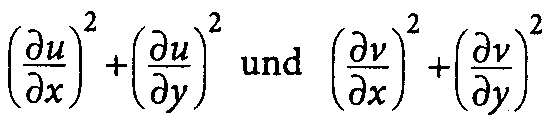 (∂u/∂x)² + (∂u/∂y)² und (∂v/∂x)² + (∂v/∂y)²